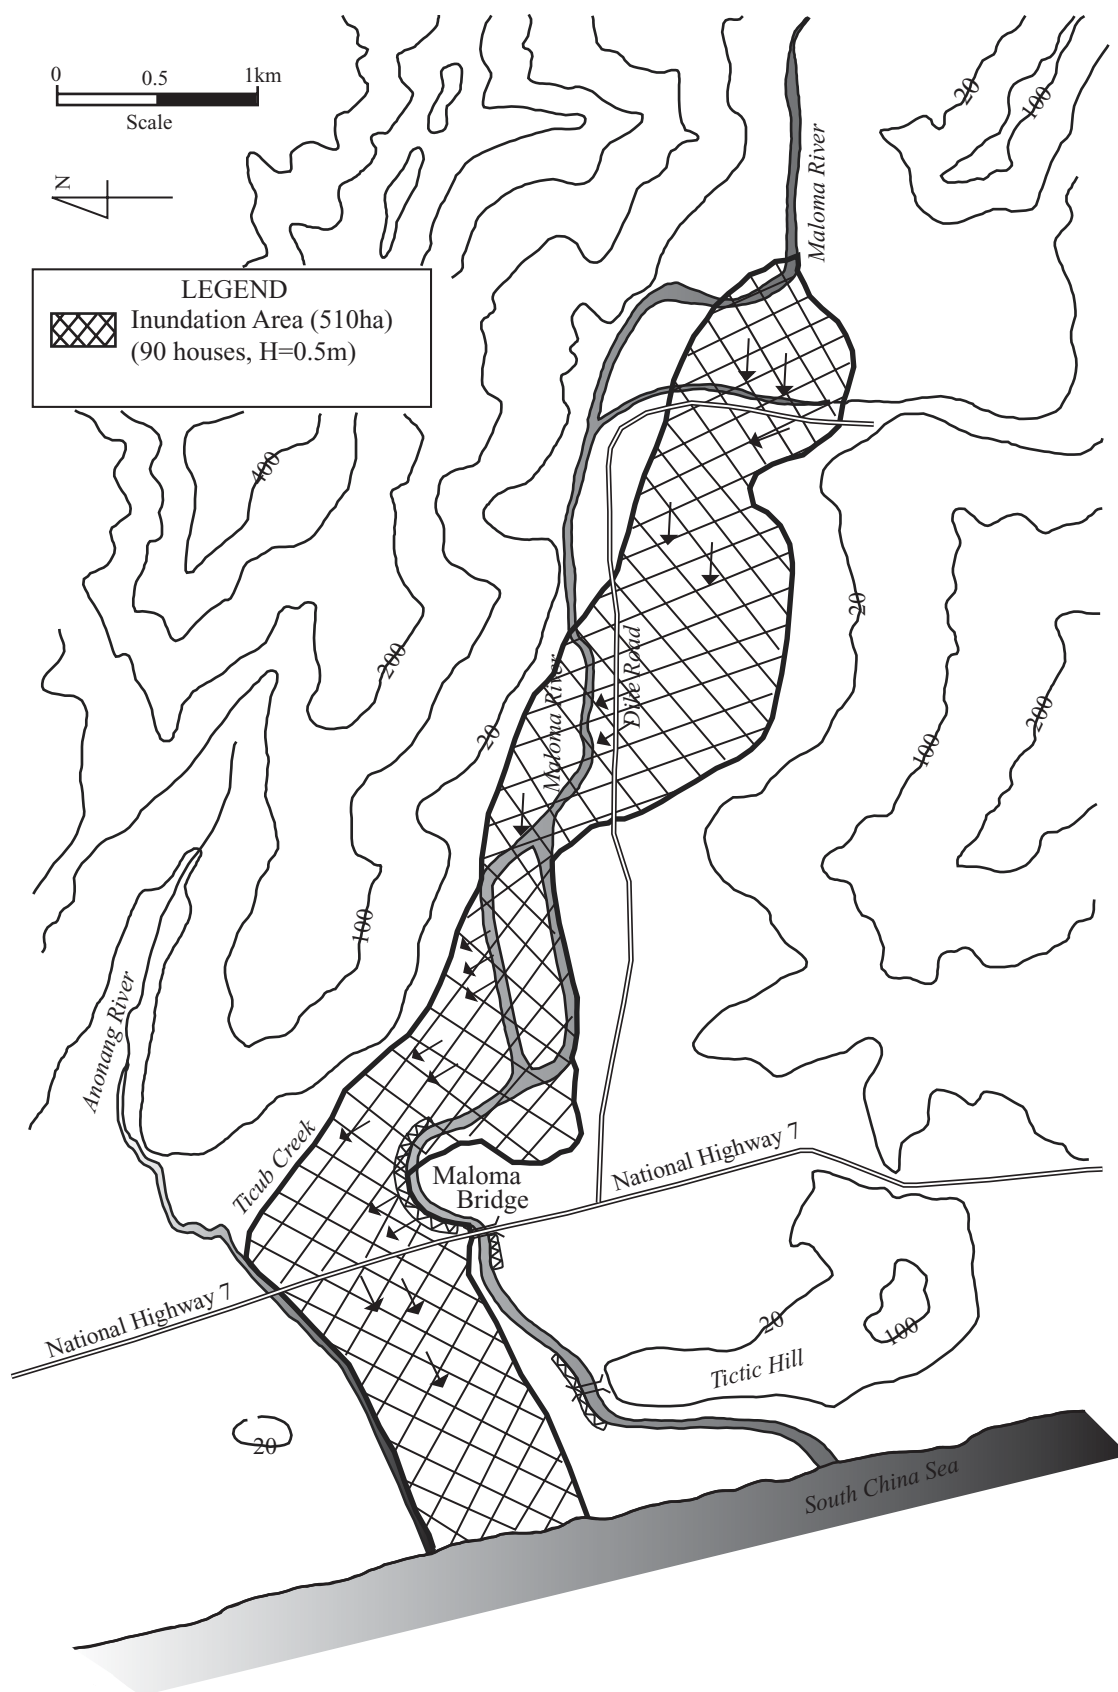 0 0.5 1km
Scale
N
20
100
Maloma River
LEGEND
Inundation Area (510ha)
(90 houses, H=0.5m)
400
200
20
20
Maloma River
Dike Road
200
100
100
Anonang River
Ticub Creek
Maloma
Bridge
National Highway 7
National Highway 7
20
100
Tictic Hill
20
South China Sea